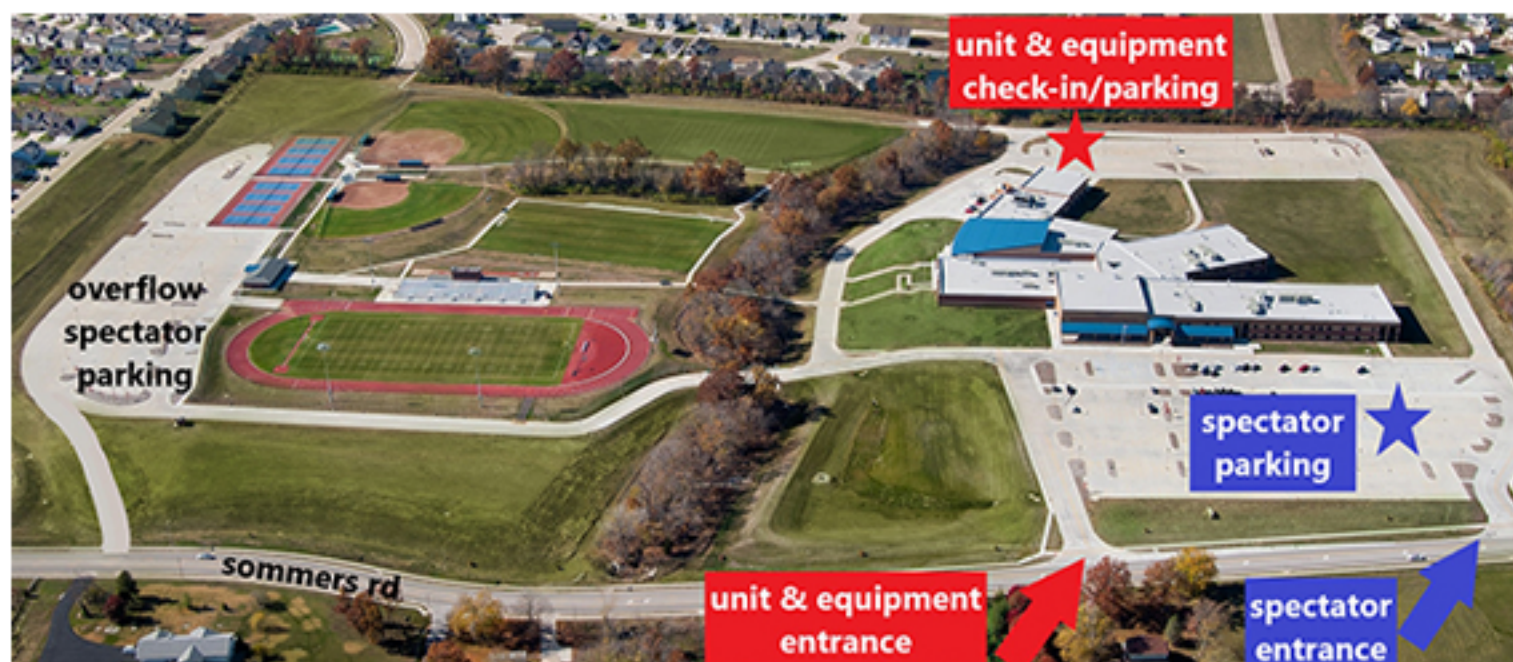 unit & equipment
check-in/parking
overflow
spectator
parking
spectator
parking
sommers rd
unit & equipment
entrance
spectator
entrance